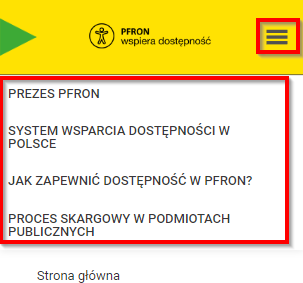 PFRON
wspiera dostępność
PREZES PFRON
SYSTEM WSPARCIA DOSTĘPNOŚCI W
POLSCE
JAK ZAPEWNIĆ DOSTĘPNOŚĆ W PFRON?
PROCES SKARGOWY W PODMIOTACH
PUBLICZNYCH
Strona główna